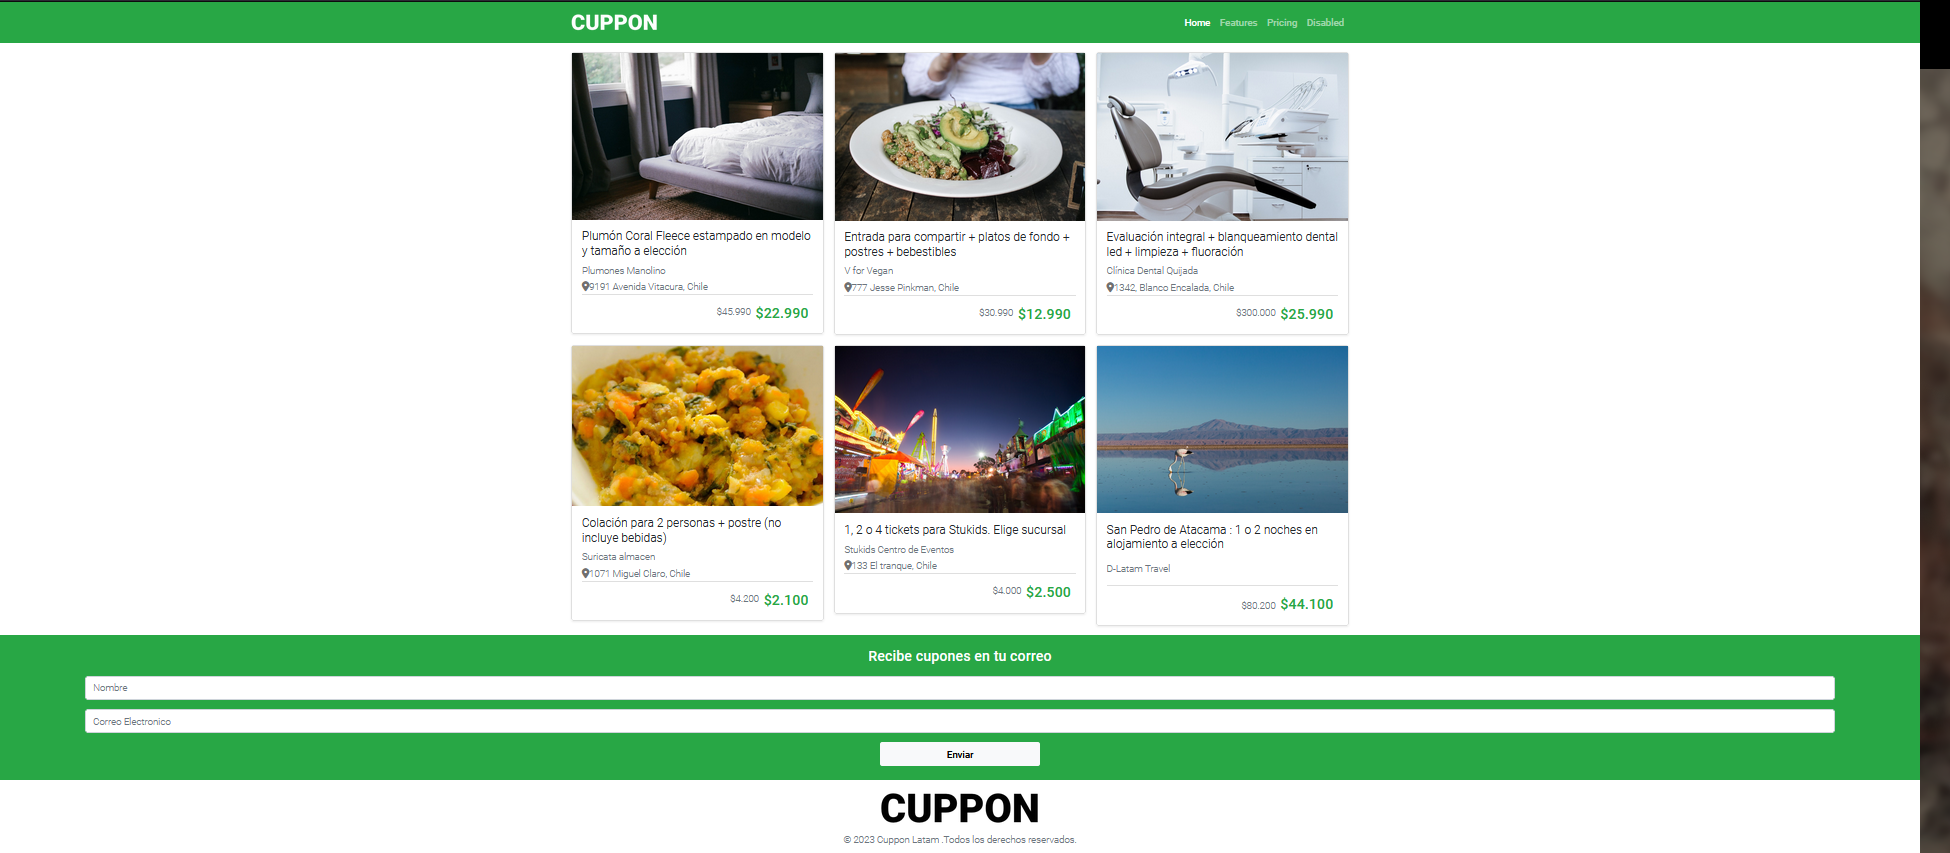 CUPPON
Home Features Pricing Disabled
Plumón Coral Fleece estampado en modelo
y tamaño a elección
Plumones Manolino
9191 Avenida Vitacura, Chile
$45.990 $22.990
Entrada para compartir + platos de fondo +
postres + bebestibles
V for Vegan
777 Jesse Pinkman, Chile
$30.990 $12.990
Evaluación integral + blanqueamiento dental
led + limpieza + fluoración
Clínica Dental Quijada
1342, Blanco Encalada, Chile
$300.000 $25.990
Colación para 2 personas + postre (no
incluye bebidas)
Suricata almacen
1071 Miguel Claro, Chile
$4.200 $2.100
1, 2 o 4 tickets para Stukids. Elige sucursal
Stukids Centro de Eventos
133 El tranque, Chile
$4.000 $2.500
San Pedro de Atacama : 1 o 2 noches en
alojamiento a elección
D-Latam Travel
$80.200 $44.100
Recibe cupones en tu correo
Nombre
Correo Electronico
Enviar
CUPPON
© 2023 Cuppon Latam .Todos los derechos reservados.